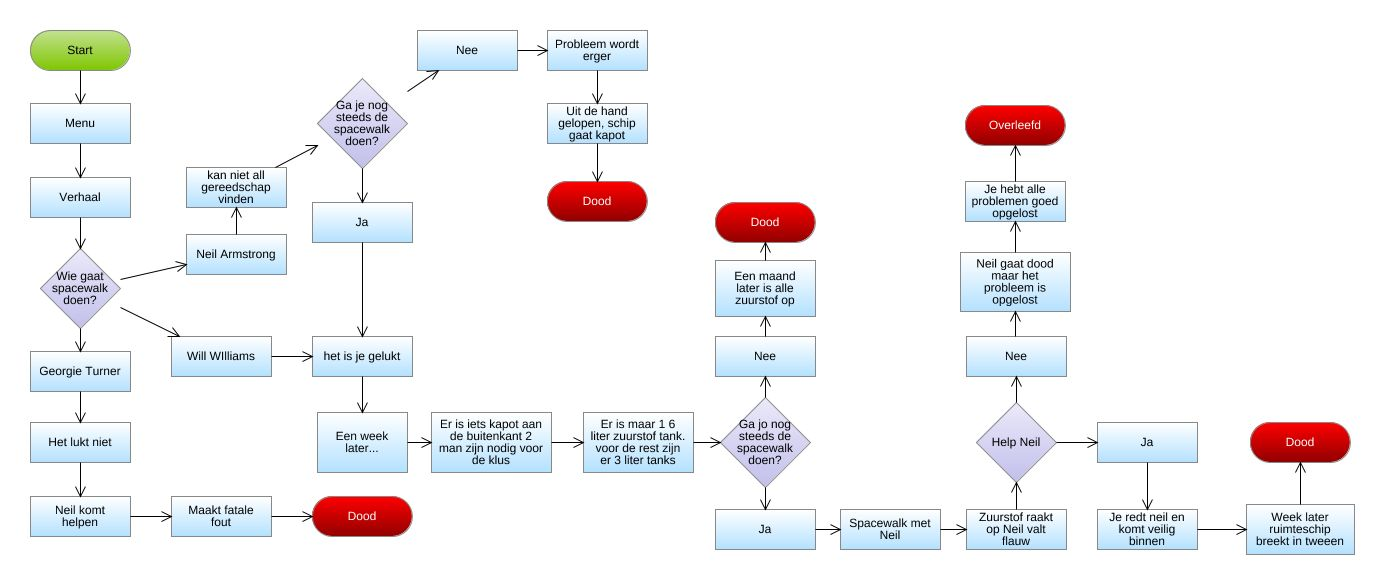 Start
Menu
Verhaal
Wie gaat
spacewalk
doen?
Georgie Turner
Het lukt niet
Neil komt
helpen
Maakt fatale
fout
Dood
Neil Armstrong
kan niet all
gereedschap
vinden
Will WIlliams
Ga je nog
steeds de
spacewalk
doen?
Nee
Probleem wordt
erger
Uit de hand
gelopen, schip
gaat kapot
Dood
Ja
het is je gelukt
Een week
later...
Er is iets kapot aan
de buitenkant 2
man zijn nodig voor
de klus
Er is maar 1 6
liter zuurstof tank.
voor de rest zijn
er 3 liter tanks
Ga jo nog
steeds de
spacewalk
doen?
Nee
Een maand
later is alle
zuurstof op
Dood
Ja
Spacewalk met
Neil
Zuurstof raakt
op Neil valt
flauw
Help Neil
Nee
Neil gaat dood
maar het
probleem is
opgelost
Je hebt alle
problemen goed
opgelost
Overleefd
Ja
Je redt neil en
komt veilig
binnen
Week later
ruimteschip
breekt in tweeen
Dood